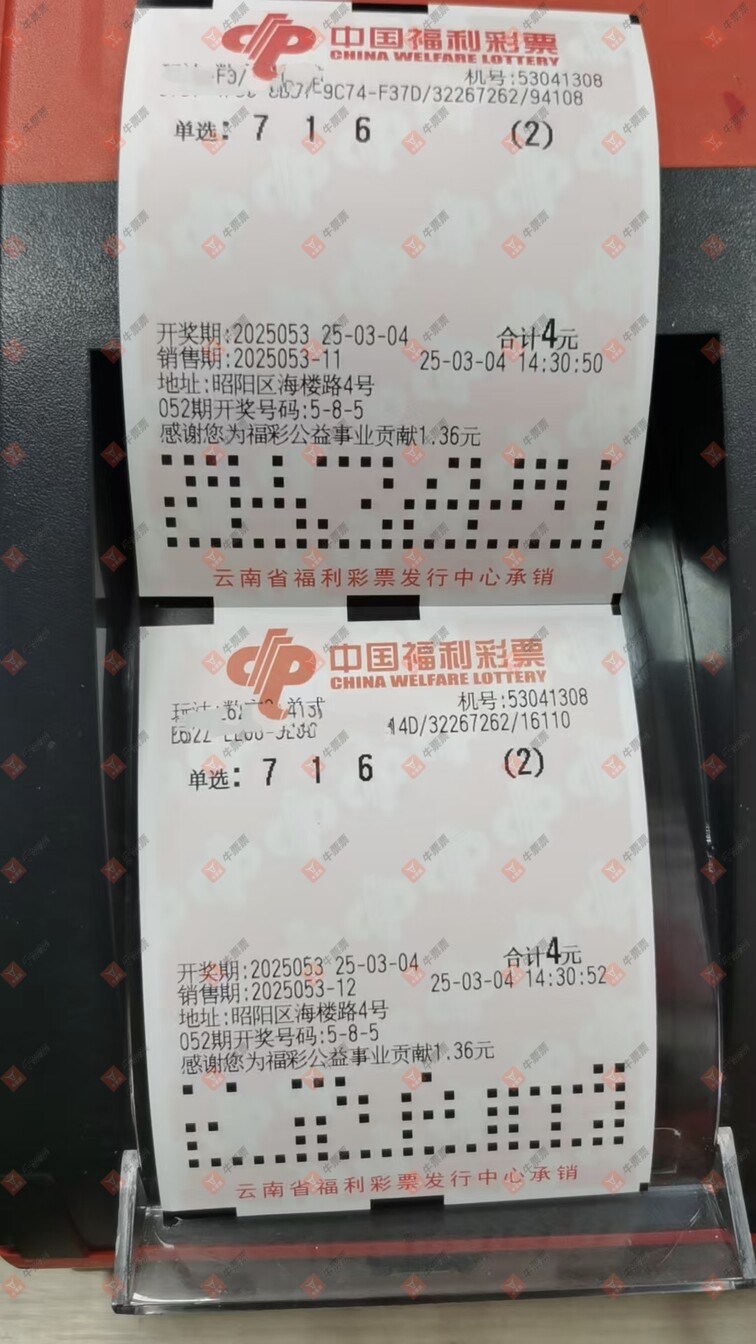 中国福利彩票
CHINA WELFARE LOTTERY
机号:53041308
9C74-F37D/32267262/94108
单选: 7 1 6 (2)
开奖期:2025053 25-03-04 合计4元
销售期:2025053-11 25-03-04 14:30:50
地址:昭阳区海楼路4号
052期开奖号码:5-8-5
感谢您为福彩公益事业贡献1.36元
云南省福利彩票发行中心承销
中国福利彩票
CHINA WELFARE LOTTERY
机号:53041308
14D/32267262/16110
单选: 7 1 6 (2)
开奖期:2025053 25-03-04 合计4元
销售期:2025053-12 25-03-04 14:30:52
地址:昭阳区海楼路4号
052期开奖号码:5-8-5
感谢您为福彩公益事业贡献1.36元
云南省福利彩票发行中心承销